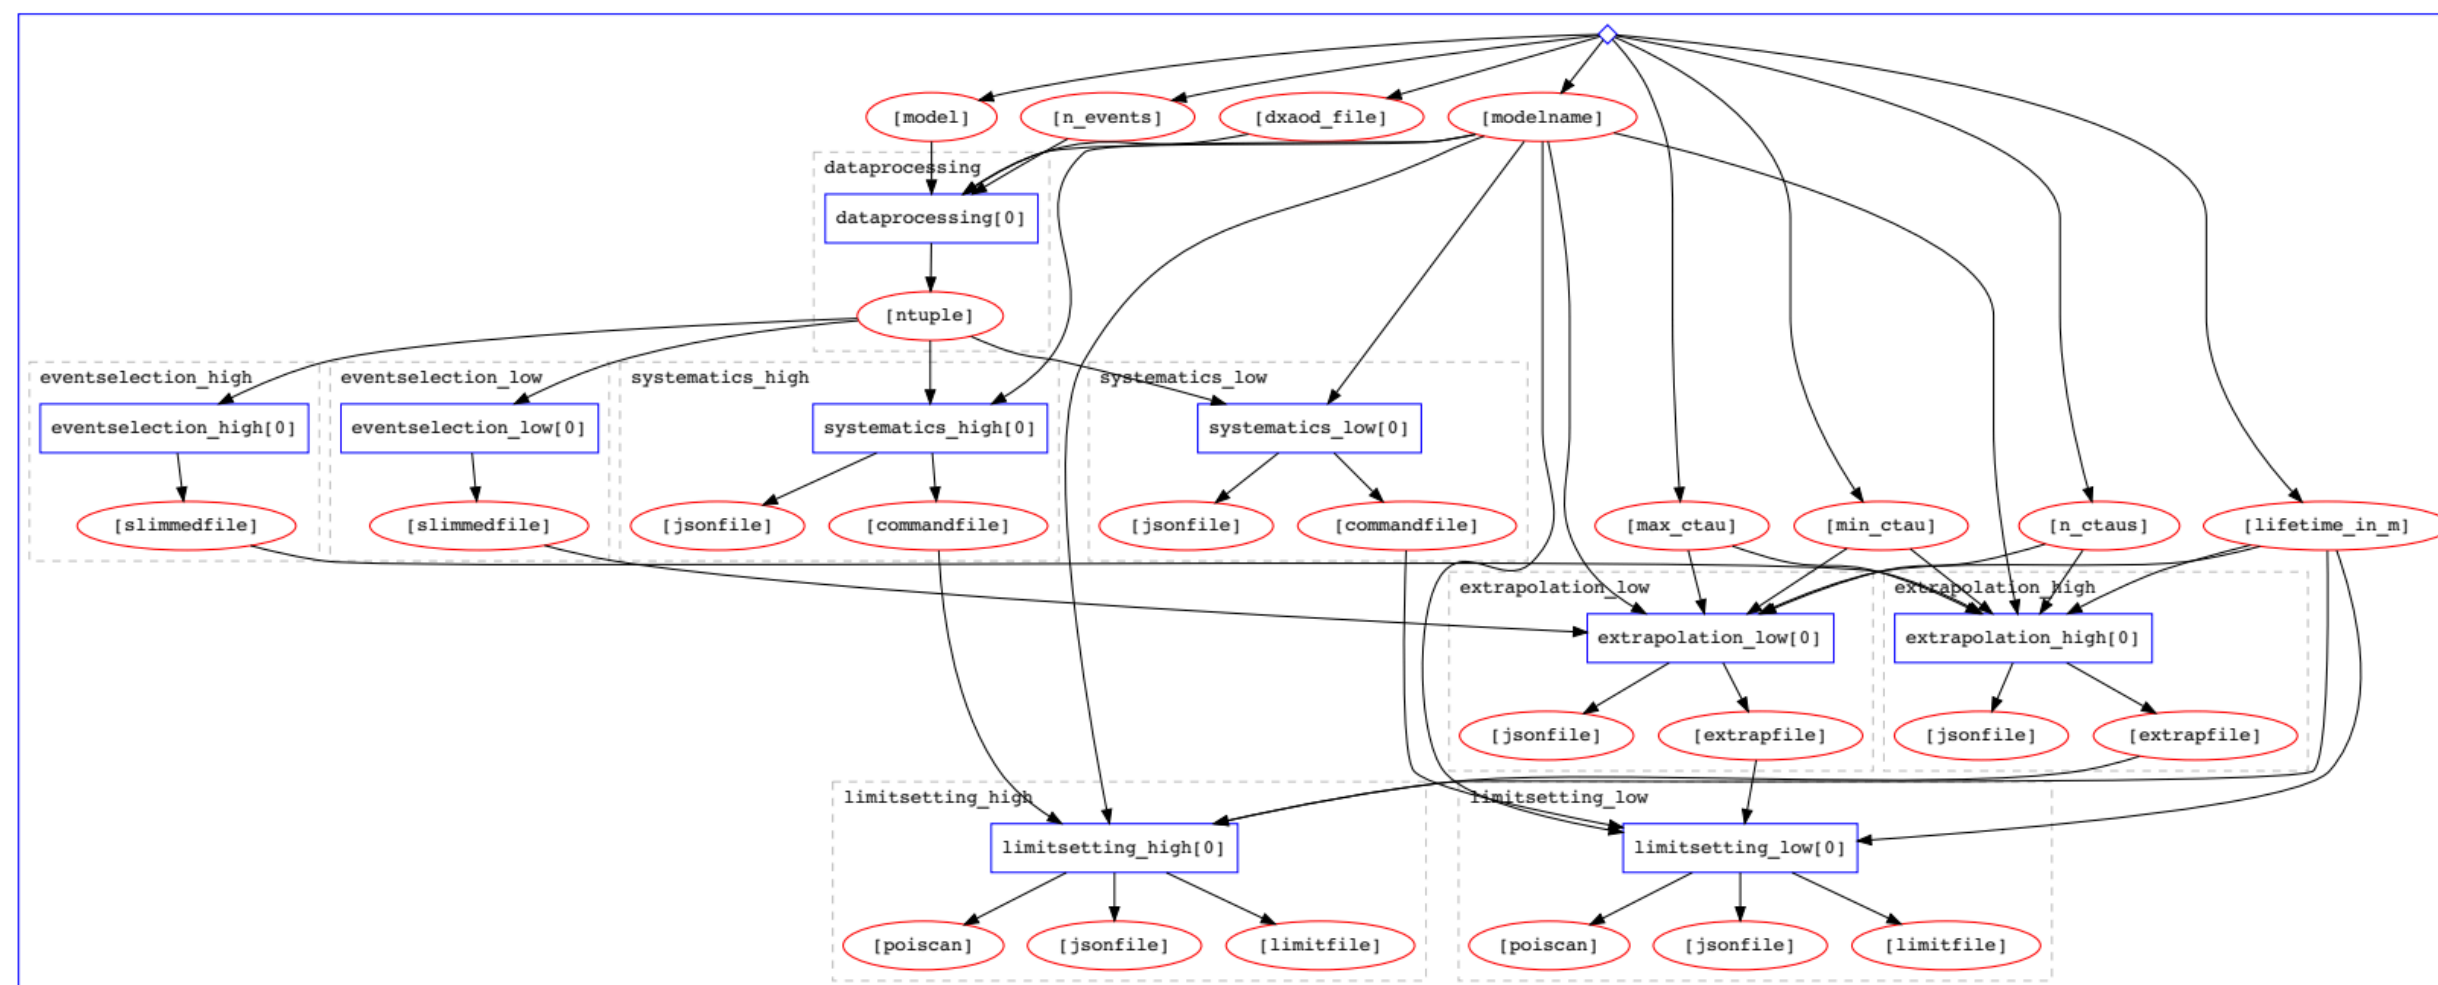 [model]
[n_events]
[dxaod_file]
[modelname]
dataprocessing
dataprocessing[0]
[ntuple]
eventselection_high
eventselection_low
systematics_high
systematics_low
eventselection_high[0]
eventselection_low[0]
systematics_high[0]
systematics_low[0]
[slimmedfile]
[slimmedfile]
[jsonfile]
[commandfile]
[jsonfile]
[commandfile]
[max_ctau]
[min_ctau]
[n_ctaus]
[lifetime_in_m]
extrapolation_low
extrapolation_high
extrapolation_low[0]
extrapolation_high[0]
[jsonfile]
[extrapfile]
[jsonfile]
[extrapfile]
limitsetting_high
limitsetting_low
limitsetting_high[0]
limitsetting_low[0]
[poiscan]
[jsonfile]
[limitfile]
[poiscan]
[jsonfile]
[limitfile]